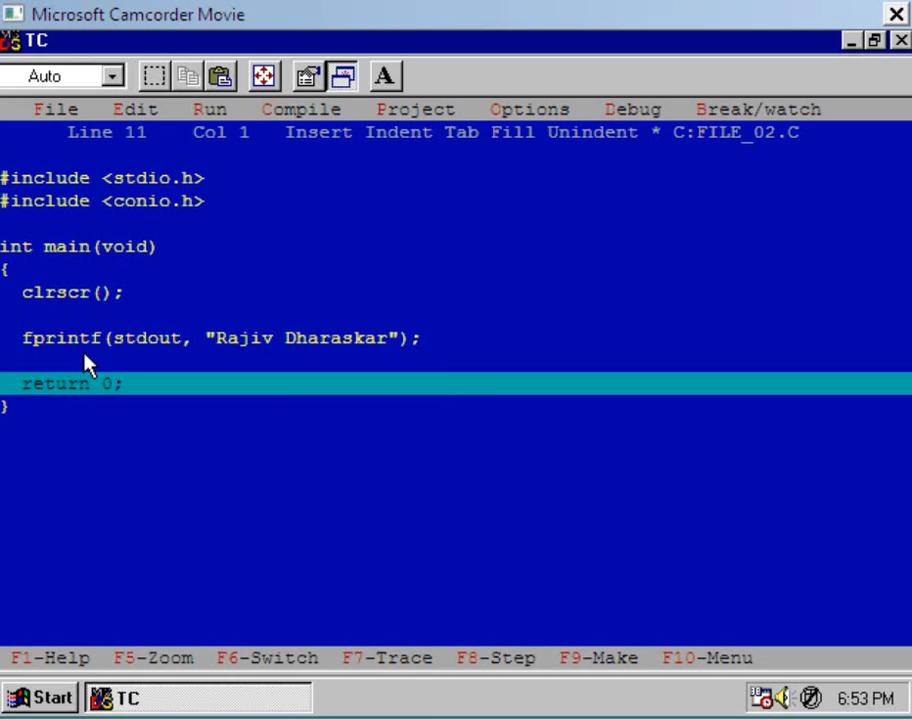 Microsoft Camcorder Movie
TC
Auto A
File Edit Run Compile Project Options Debug Break/watch
Line 11 Col 1 Insert Indent Tab Fill Unindent * C:FILE_02.C
#include <stdio.h>
#include <conio.h>
int main(void)
{
clrscr();
fprintf(stdout, "Rajiv Dharaskar");
return 0;
}
F1-Help F5-Zoom F6-Switch F7-Trace F8-Step F9-Make F10-Menu
Start TC 6:53 PM